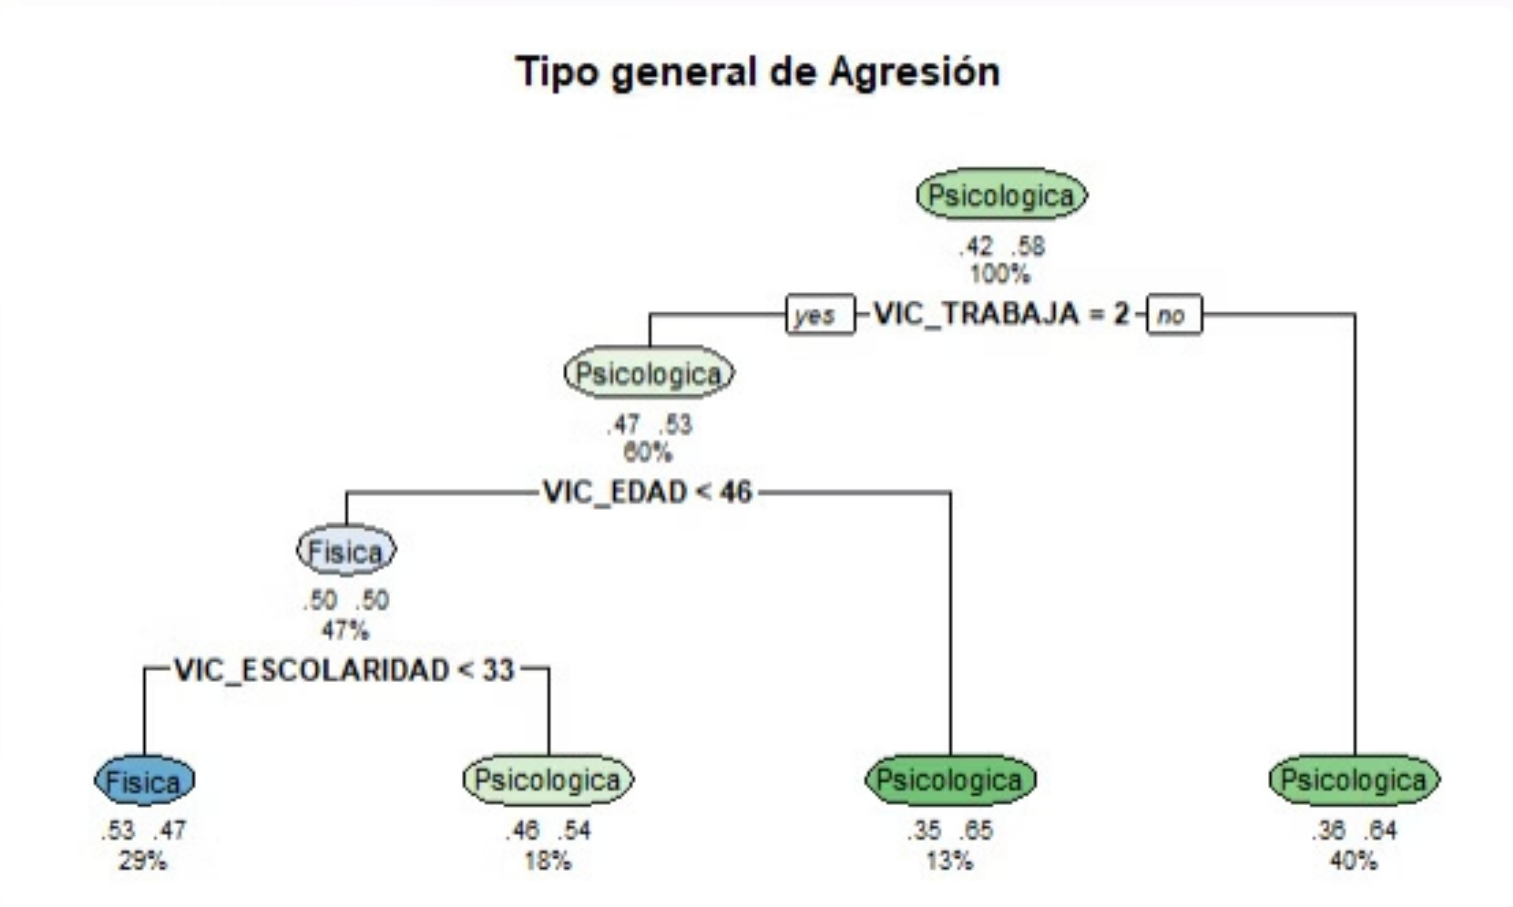 Tipo general de Agresión
Psicologica
.42 .58
100%
yes VIC_TRABAJA = 2 no
Psicologica
.47 .53
60%
VIC_EDAD < 46
Fisica
.50 .50
47%
VIC_ESCOLARIDAD < 33
Fisica Psicologica Psicologica Psicologica
.53 .47 .46 .54 .35 .65 .36 .64
29% 18% 13% 40%